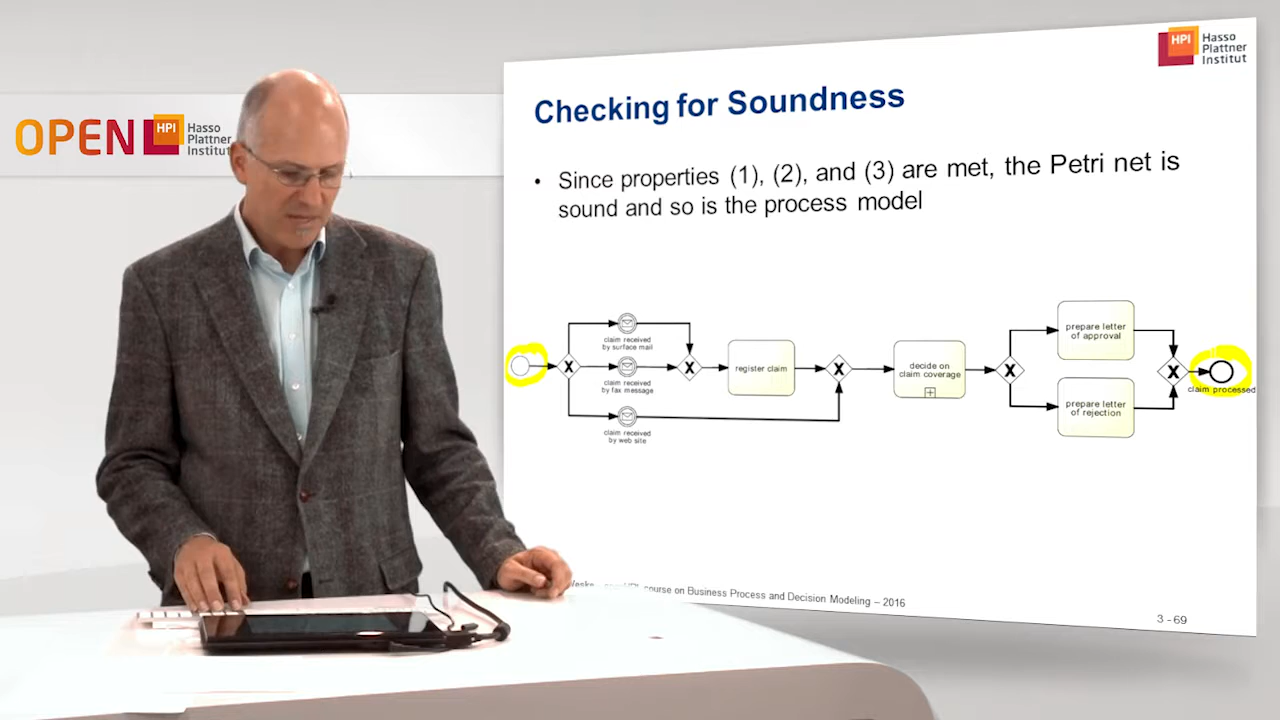 OPEN HPI Hasso
Plattner
Institut
HPI Hasso
Plattner
Institut
Checking for Soundness
• Since properties (1), (2), and (3) are met, the Petri net is
sound and so is the process model
claim received
by surface mail
claim received
by fax message
claim received
by web site
register claim
decide on
claim coverage
prepare letter
of approval
prepare letter
of rejection
claim processed
course on Business Process and Decision Modeling – 2016
3 - 69